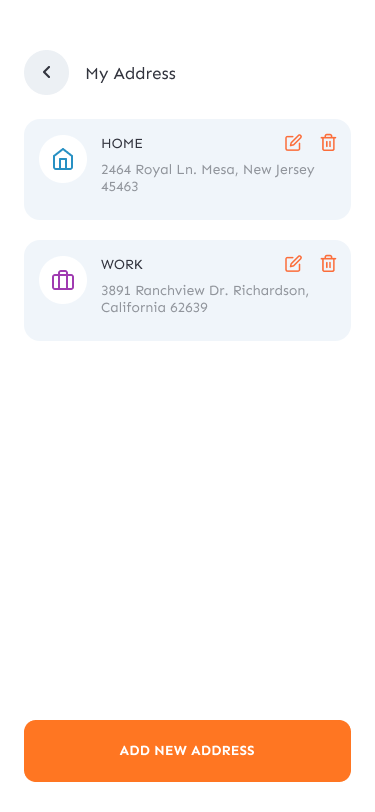 My Address
HOME
2464 Royal Ln. Mesa, New Jersey
45463
WORK
3891 Ranchview Dr. Richardson,
California 62639
ADD NEW ADDRESS